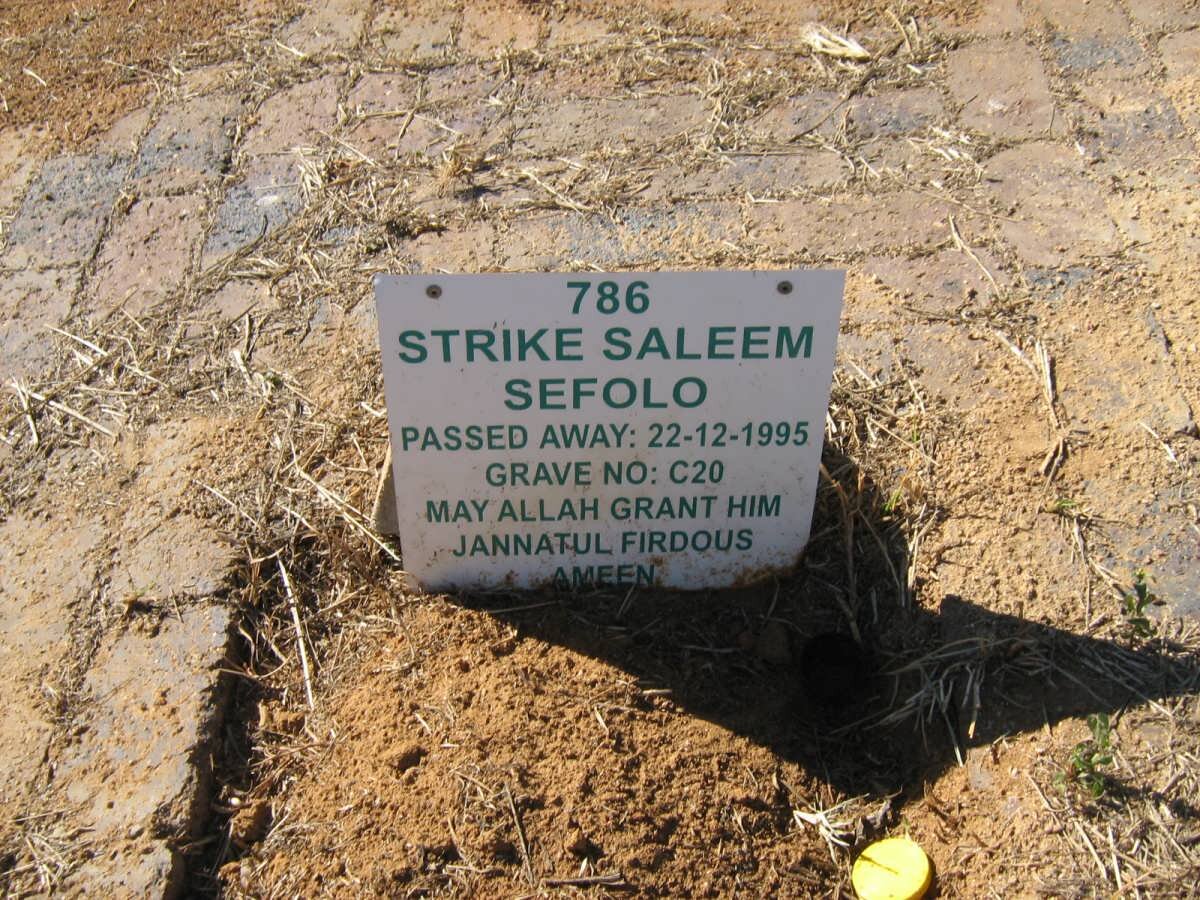 786
STRIKE SALEEM
SEFOLO
PASSED AWAY: 22-12-1995
GRAVE NO: C20
MAY ALLAH GRANT HIM
JANNATUL FIRDOUS
AMEEN